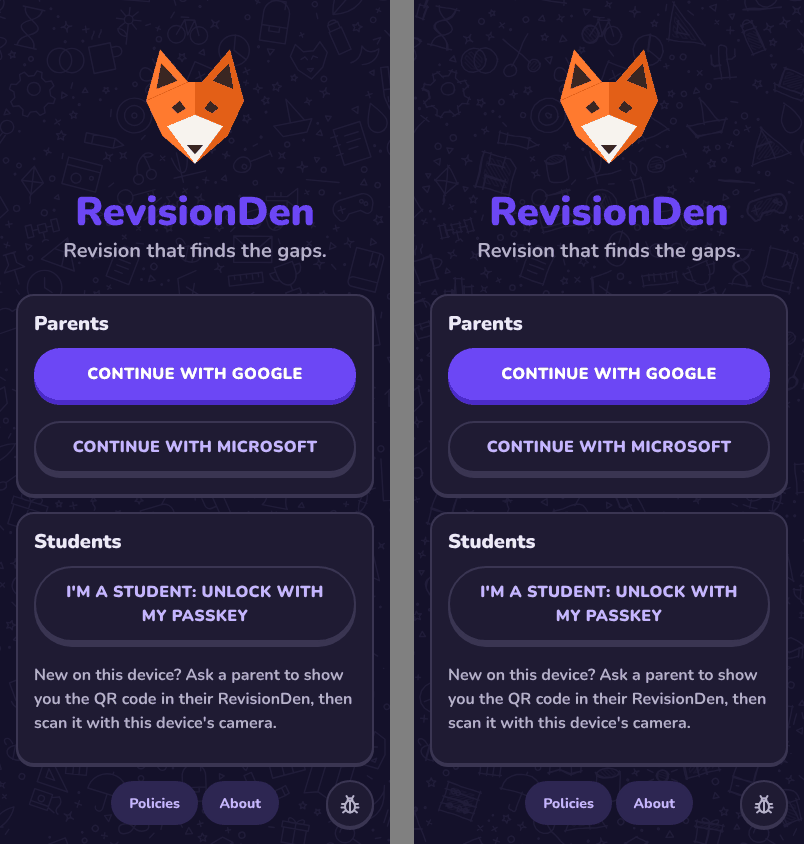 RevisionDen
Revision that finds the gaps.
Parents
CONTINUE WITH GOOGLE
CONTINUE WITH MICROSOFT
Students
I'M A STUDENT: UNLOCK WITH
MY PASSKEY
New on this device? Ask a parent to show
you the QR code in their RevisionDen, then
scan it with this device's camera.
Policies
About
RevisionDen
Revision that finds the gaps.
Parents
CONTINUE WITH GOOGLE
CONTINUE WITH MICROSOFT
Students
I'M A STUDENT: UNLOCK WITH
MY PASSKEY
New on this device? Ask a parent to show
you the QR code in their RevisionDen, then
scan it with this device's camera.
Policies
About